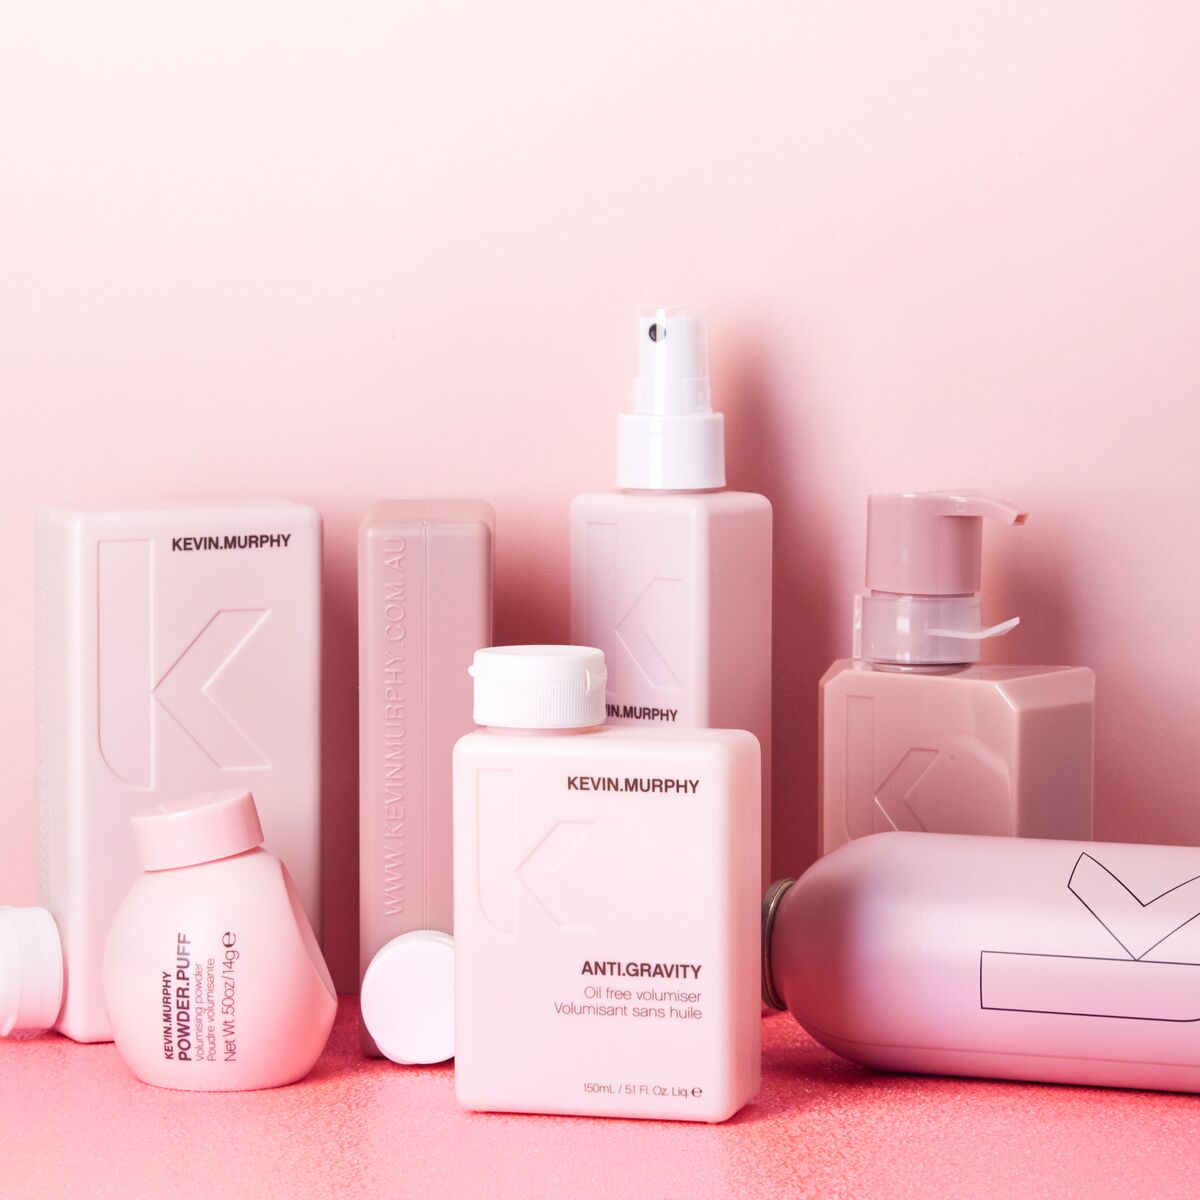 KEVIN.MURPHY
WWW.KEVINMURPHY.COM.AU
KEVIN.MURPHY
KEVIN.MURPHY
ANTI.GRAVITY
Oil free volumiser
Volumisant sans huile
150mL / 5.1 Fl. Oz. Liq. ℮
KEVIN.MURPHY
POWDER.PUFF
Volumising powder
Poudre volumisante
Net Wt .50oz/14g℮